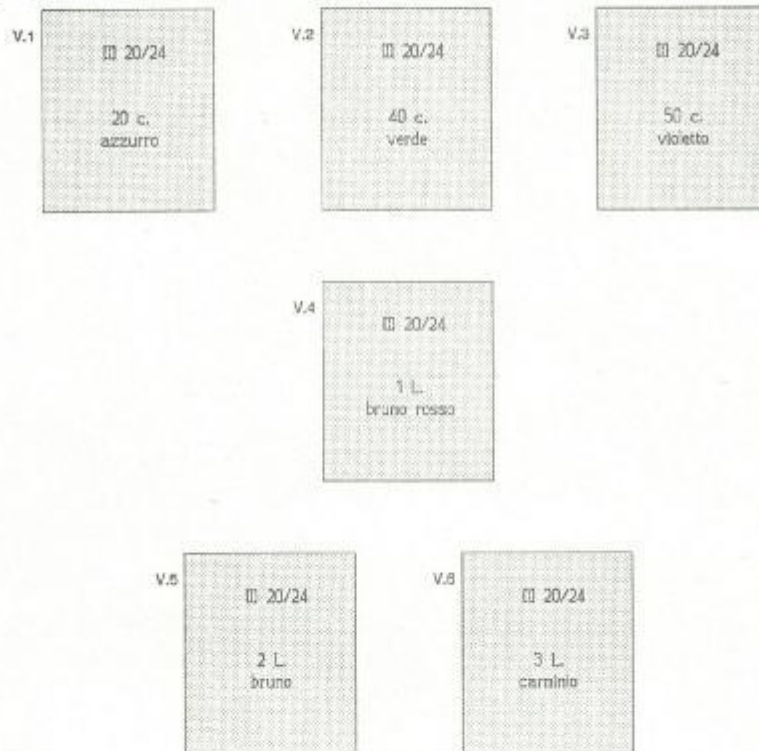 V.1
▯▯ 20/24
20 c.
azzurro
V.2
▯▯ 20/24
40 c.
verde
V.3
▯▯ 20/24
50 c.
violetto
V.4
▯▯ 20/24
1 L.
bruno rosso
V.5
▯▯ 20/24
2 L.
bruno
V.6
▯▯ 20/24
3 L.
carminio